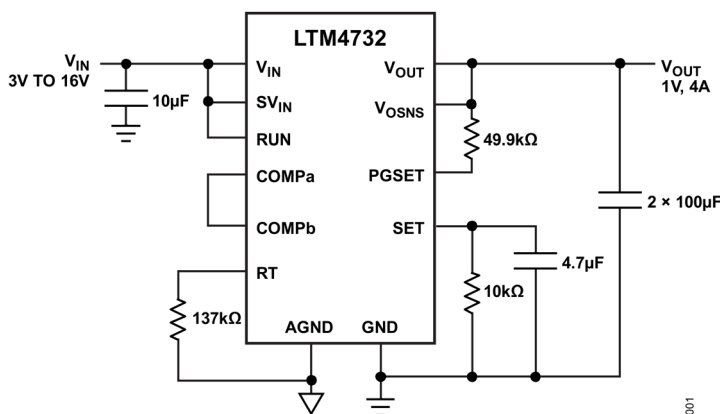 LTM4732
VIN
3V TO 16V
10µF
VIN
SVIN
RUN
COMPa
COMPb
RT
137kΩ
AGND
GND
VOUT
VOSNS
PGSET
SET
49.9kΩ
10kΩ
4.7µF
VOUT
1V, 4A
2 × 100µF
001